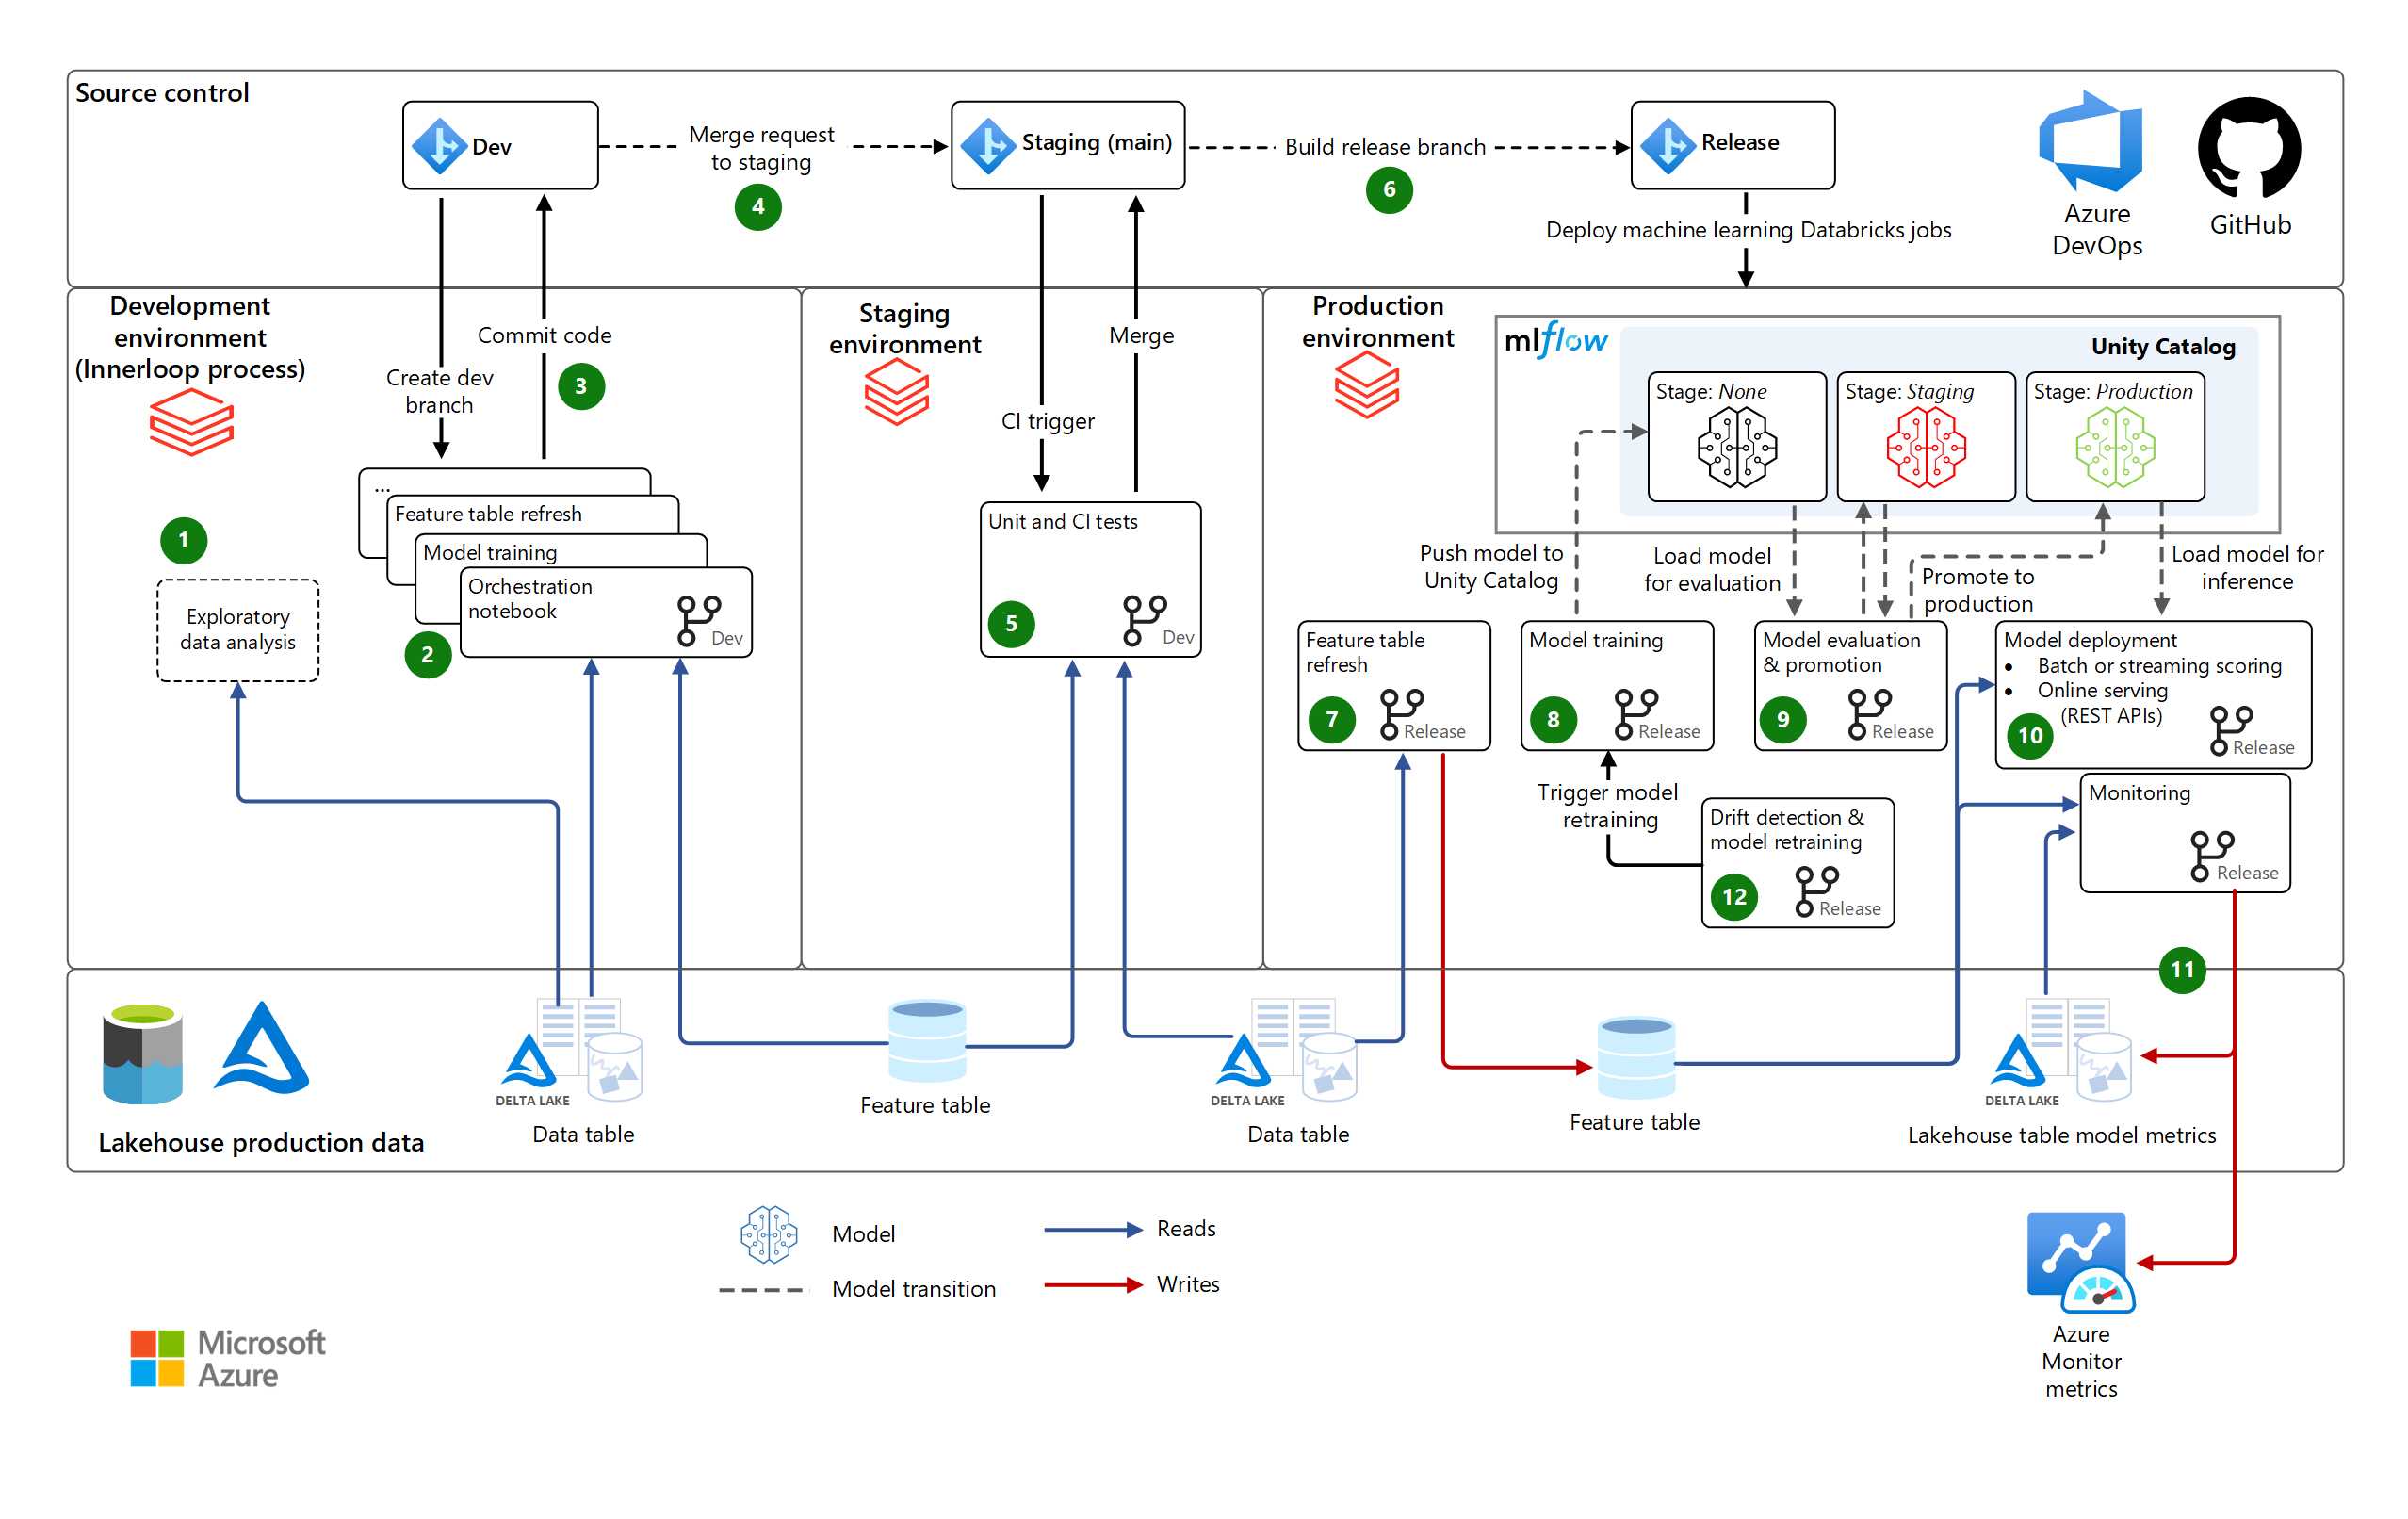 Source control
Dev
Merge request
to staging
4
Staging (main)
Build release branch
6
Release
Deploy machine learning Databricks jobs
Azure
DevOps
GitHub
Development
environment
(Innerloop process)
Commit code
3
Create dev
branch
1
Exploratory
data analysis
...
Feature table refresh
Model training
Orchestration
notebook
Dev
2
Staging
environment
Merge
CI trigger
Unit and CI tests
5
Dev
Production
environment
mlflow
Unity Catalog
Stage: None
Stage: Staging
Stage: Production
Push model to
Unity Catalog
Load model
for evaluation
Promote to
production
Load model for
inference
Feature table
refresh
7
Release
Model training
8
Release
Model evaluation
& promotion
9
Release
Model deployment
• Batch or streaming scoring
• Online serving
(REST APIs)
10
Release
Trigger model
retraining
Drift detection &
model retraining
12
Release
Monitoring
Release
11
Lakehouse production data
DELTA LAKE
Data table
Feature table
DELTA LAKE
Data table
Feature table
DELTA LAKE
Lakehouse table model metrics
Model
Reads
Model transition
Writes
Microsoft
Azure
Azure
Monitor
metrics